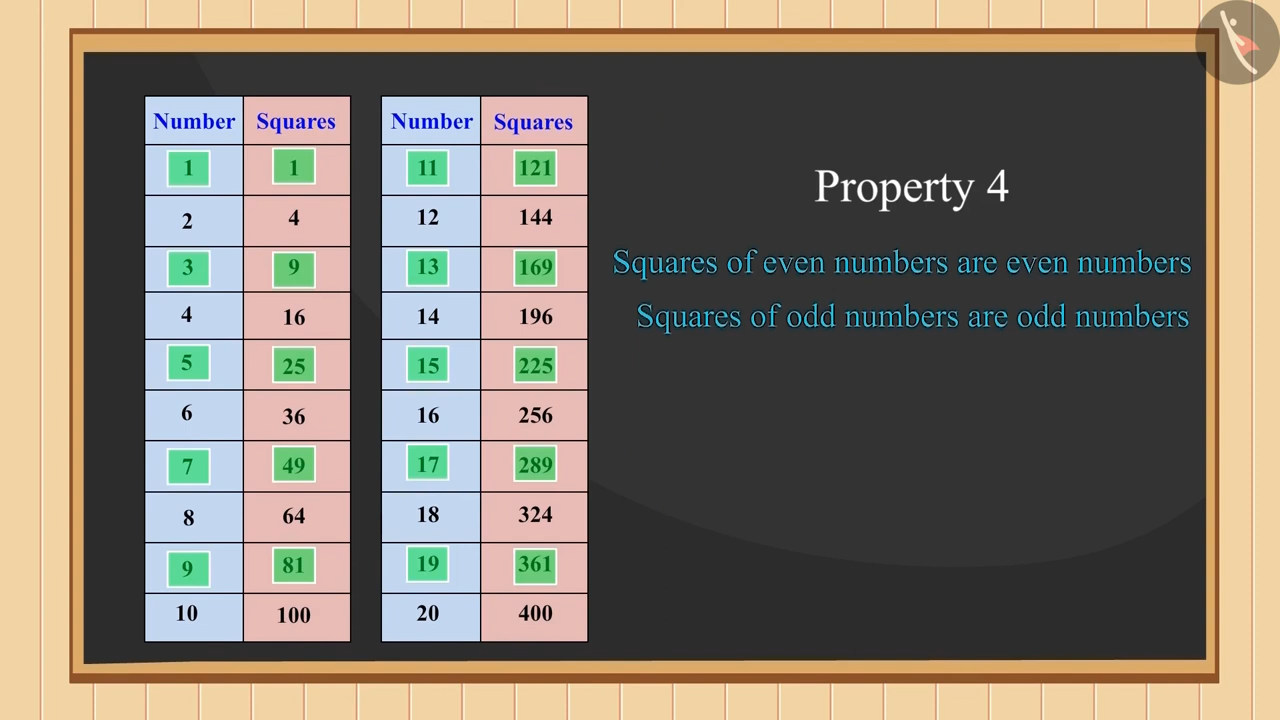 Number Squares Number Squares
1 1 11 121
2 4 12 144
3 9 13 169
4 16 14 196
5 25 15 225
6 36 16 256
7 49 17 289
8 64 18 324
9 81 19 361
10 100 20 400
Property 4
Squares of even numbers are even numbers
Squares of odd numbers are odd numbers